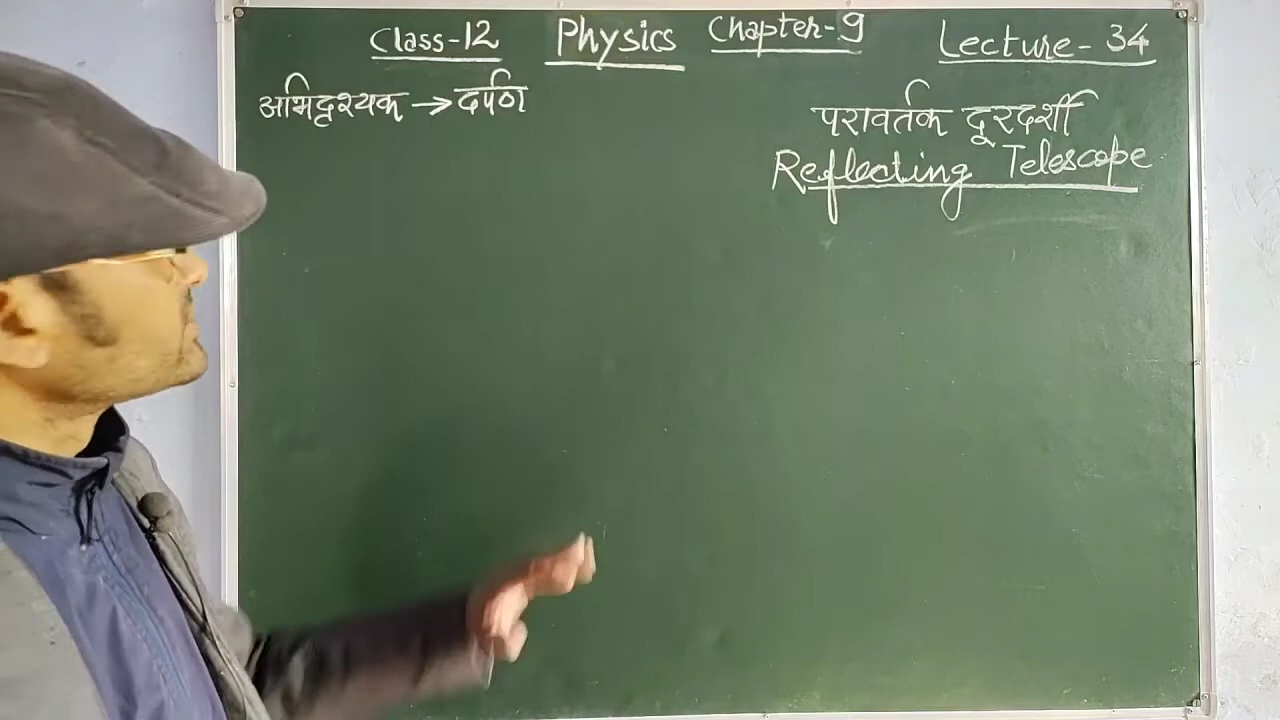 Class-12 Physics Chapter-9 Lecture-34
अभिदृश्यक → दर्पण
परावर्तक दूरदर्शी
Reflecting Telescope